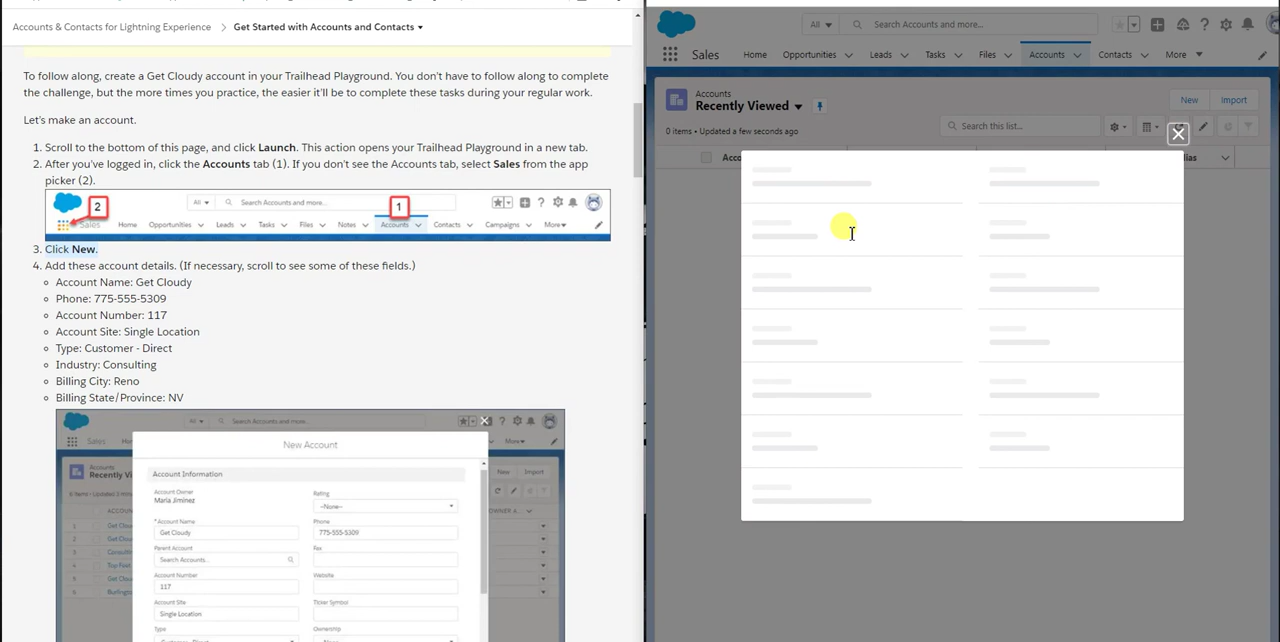 Accounts & Contacts for Lightning Experience
Get Started with Accounts and Contacts
To follow along, create a Get Cloudy account in your Trailhead Playground. You don't have to follow along to complete
the challenge, but the more times you practice, the easier it'll be to complete these tasks during your regular work.
Let's make an account.
1. Scroll to the bottom of this page, and click Launch. This action opens your Trailhead Playground in a new tab.
2. After you've logged in, click the Accounts tab (1). If you don't see the Accounts tab, select Sales from the app
picker (2).
2
1
All
Search Accounts and more...
Sales
Home
Opportunities
Leads
Tasks
Files
Notes
Accounts
Contacts
Campaigns
More
3. Click New.
4. Add these account details. (If necessary, scroll to see some of these fields.)
Account Name: Get Cloudy
Phone: 775-555-5309
Account Number: 117
Account Site: Single Location
Type: Customer - Direct
Industry: Consulting
Billing City: Reno
Billing State/Province: NV
All
Search Accounts and more...
Sales
More
Accounts
New
Import
New Account
Account Information
Account Owner
Maria Jiminez
Rating
--None--
*Account Name
Get Cloudy
Phone
775-555-5309
Parent Account
Search Accounts...
Fax
Account Number
117
Website
Account Site
Single Location
Ticker Symbol
Type
Ownership
All
Search Accounts and more...
Sales
Home
Opportunities
Leads
Tasks
Files
Accounts
Contacts
More
Accounts
Recently Viewed
New
Import
0 items • Updated a few seconds ago
Search this list...